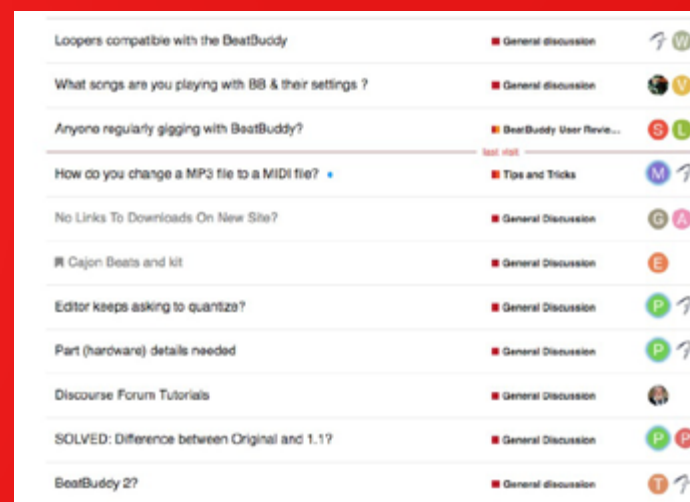 Loopers compatible with the BeatBuddy General discussion W
What songs are you playing with BB & their settings ? General discussion V
Anyone regularly gigging with BeatBuddy? BeatBuddy User Revie... S L
last visit
How do you change a MP3 file to a MIDI file? Tips and Tricks M
No Links To Downloads On New Site? General Discussion G A
Cajon Beats and kit General Discussion E
Editor keeps asking to quantize? General Discussion P
Part (hardware) details needed General Discussion P
Discourse Forum Tutorials General Discussion
SOLVED: Difference between Original and 1.1? General Discussion P P
BeatBuddy 2? General discussion T